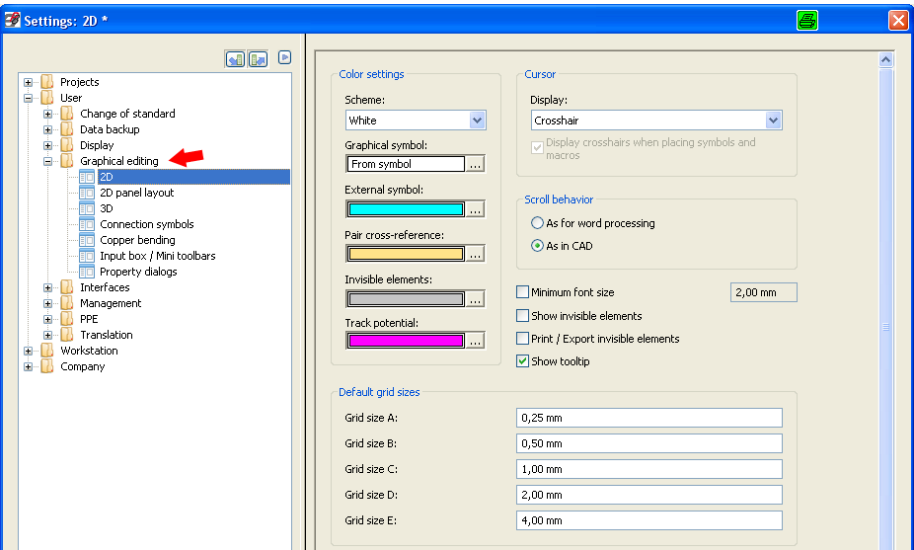 Settings: 2D *
Projects
User
Change of standard
Data backup
Display
Graphical editing
2D
2D panel layout
3D
Connection symbols
Copper bending
Input box / Mini toolbars
Property dialogs
Interfaces
Management
PPE
Translation
Workstation
Company
Color settings
Scheme:
White
Graphical symbol:
From symbol
...
External symbol:
...
Pair cross-reference:
...
Invisible elements:
...
Track potential:
...
Cursor
Display:
Crosshair
Display crosshairs when placing symbols and
macros
Scroll behavior
As for word processing
As in CAD
Minimum font size
2,00 mm
Show invisible elements
Print / Export invisible elements
Show tooltip
Default grid sizes
Grid size A:
0,25 mm
Grid size B:
0,50 mm
Grid size C:
1,00 mm
Grid size D:
2,00 mm
Grid size E:
4,00 mm